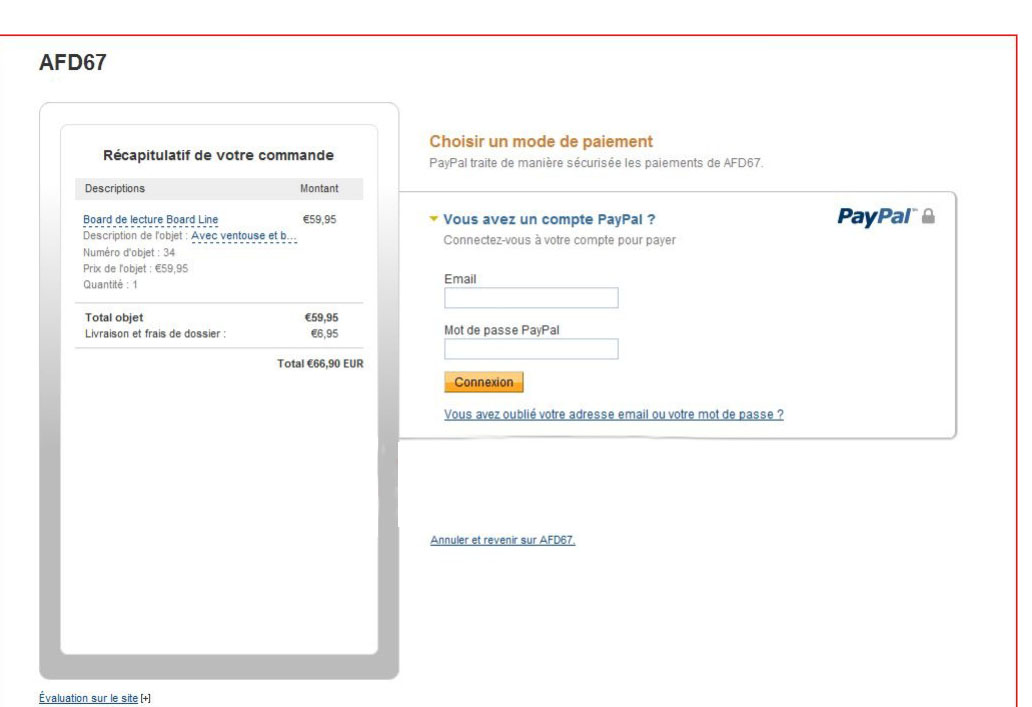 AFD67
Récapitulatif de votre commande
Descriptions Montant
Board de lecture Board Line €59,95
Description de l'objet : Avec ventouse et b...
Numéro d'objet : 34
Prix de l'objet : €59,95
Quantité : 1
Total objet €59,95
Livraison et frais de dossier : €6,95
Total €66,90 EUR
Choisir un mode de paiement
PayPal traite de manière sécurisée les paiements de AFD67.
Vous avez un compte PayPal ?
PayPal™
Connectez-vous à votre compte pour payer
Email
Mot de passe PayPal
Connexion
Vous avez oublié votre adresse email ou votre mot de passe ?
Annuler et revenir sur AFD67.
Évaluation sur le site [+]